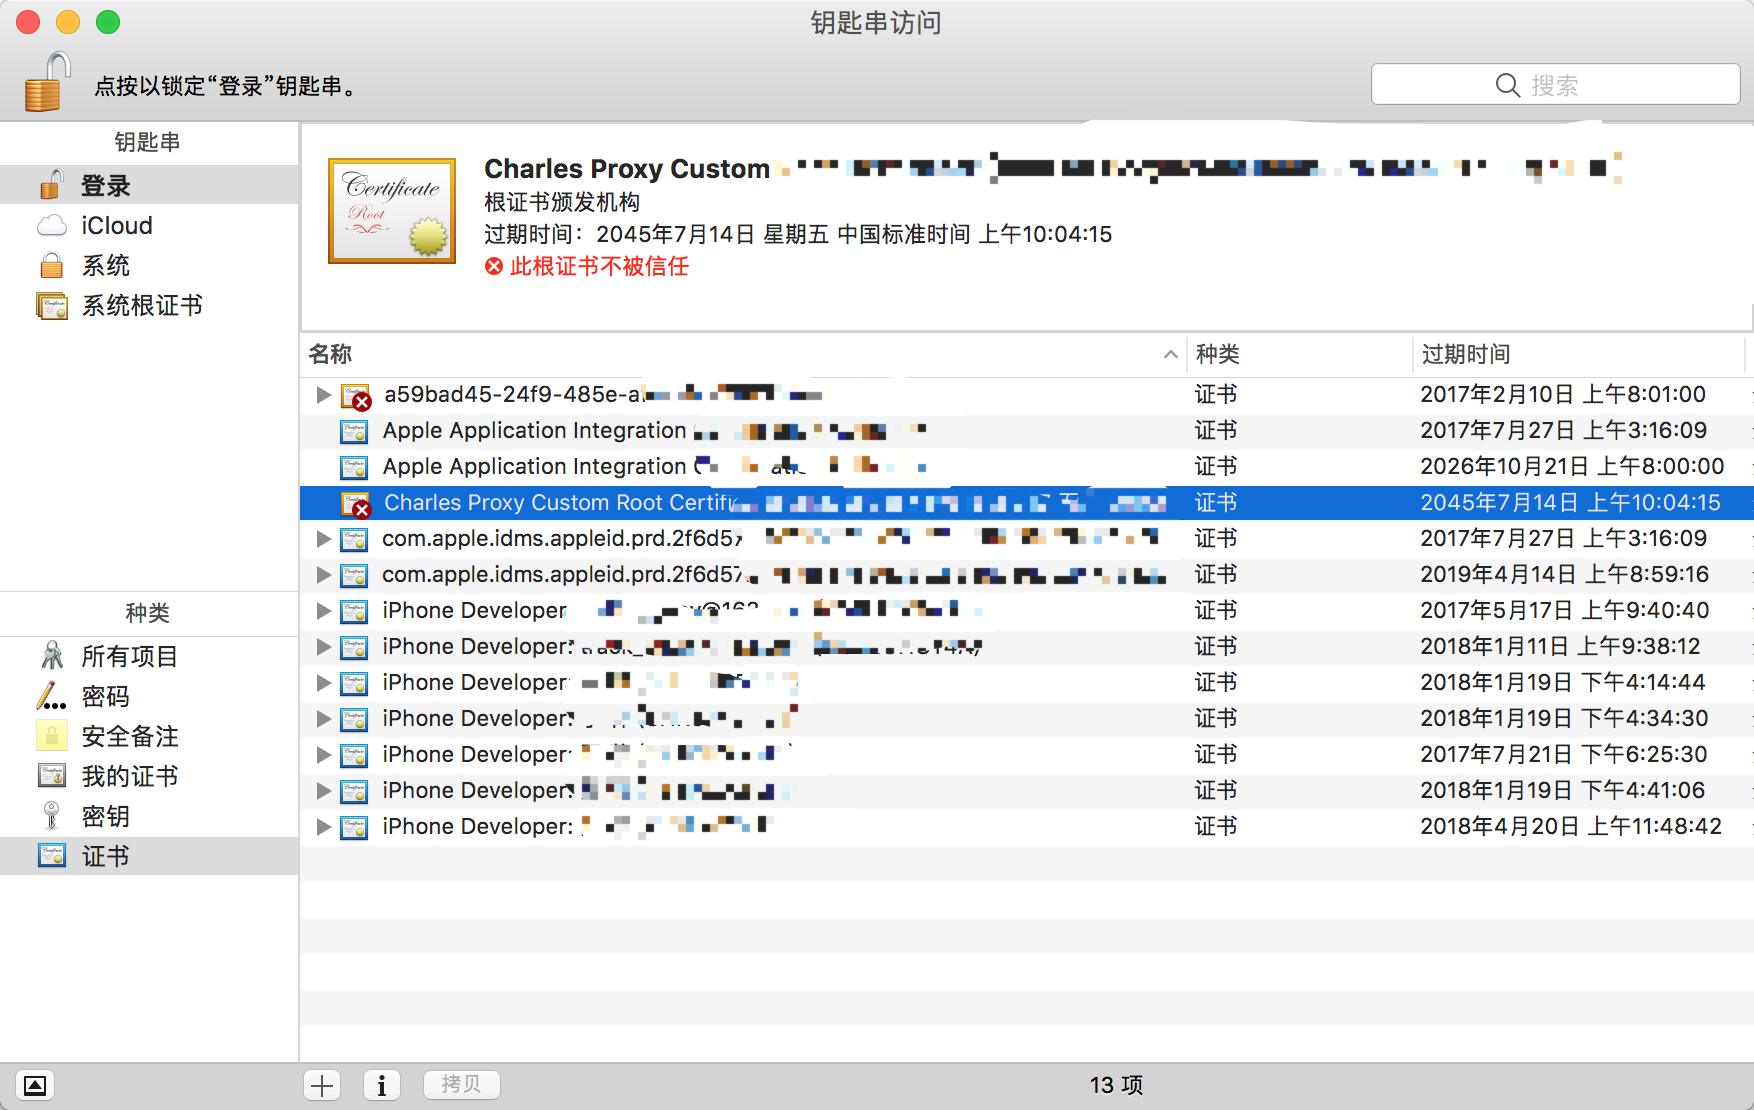 钥匙串访问
点按以锁定“登录”钥匙串。
搜索
钥匙串
登录
iCloud
系统
系统根证书
Certificate
Root
Charles Proxy Custom
根证书颁发机构
过期时间：2045年7月14日 星期五 中国标准时间 上午10:04:15
此根证书不被信任
名称 种类 过期时间
a59bad45-24f9-485e-a 证书 2017年2月10日 上午8:01:00
Apple Application Integration 证书 2017年7月27日 上午3:16:09
Apple Application Integration 证书 2026年10月21日 上午8:00:00
Charles Proxy Custom Root 证书 2045年7月14日 上午10:04:15
com.apple.idms.appleid.prd.2f6d57 证书 2017年7月27日 上午3:16:09
com.apple.idms.appleid.prd.2f6d57 证书 2019年4月14日 上午8:59:16
iPhone Developer 证书 2017年5月17日 上午9:40:40
iPhone Developer: 证书 2018年1月11日 上午9:38:12
iPhone Developer 证书 2018年1月19日 下午4:14:44
iPhone Developer: 证书 2018年1月19日 下午4:34:30
iPhone Developer: 证书 2017年7月21日 下午6:25:30
iPhone Developer: 证书 2018年1月19日 下午4:41:06
iPhone Developer: 证书 2018年4月20日 上午11:48:42
种类
所有项目
密码
安全备注
我的证书
密钥
证书
拷贝
13 项